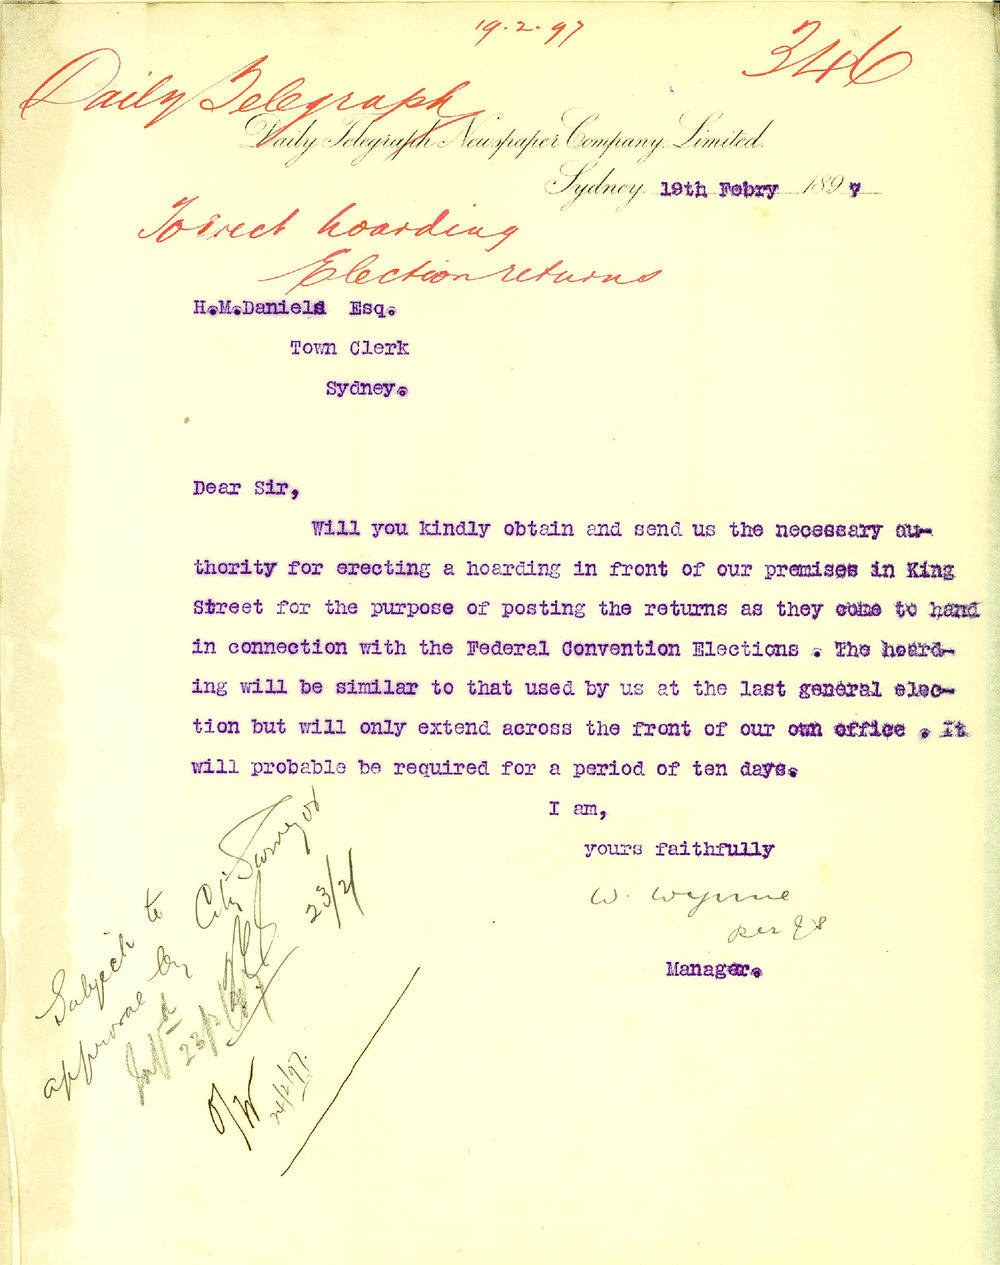 19.2.97
346
Daily Telegraph
Daily Telegraph Newspaper Company, Limited.
Sydney, 19th Febry 1897
To Erect hoarding
Election returns
H.M.Daniels Esq.
Town Clerk
Sydney.
Dear Sir,
Will you kindly obtain and send us the necessary au-
thority for erecting a hoarding in front of our premises in King
Street for the purpose of posting the returns as they come to hand
in connection with the Federal Convention Elections . The hoard-
ing will be similar to that used by us at the last general elec-
tion but will only extend across the front of our own office . It
will probable be required for a period of ten days.
I am,
yours faithfully
W. Wynne
per
Manager.
Subject to
approval by City Surveyor
23/2/
Infd
23/
24/2/97.